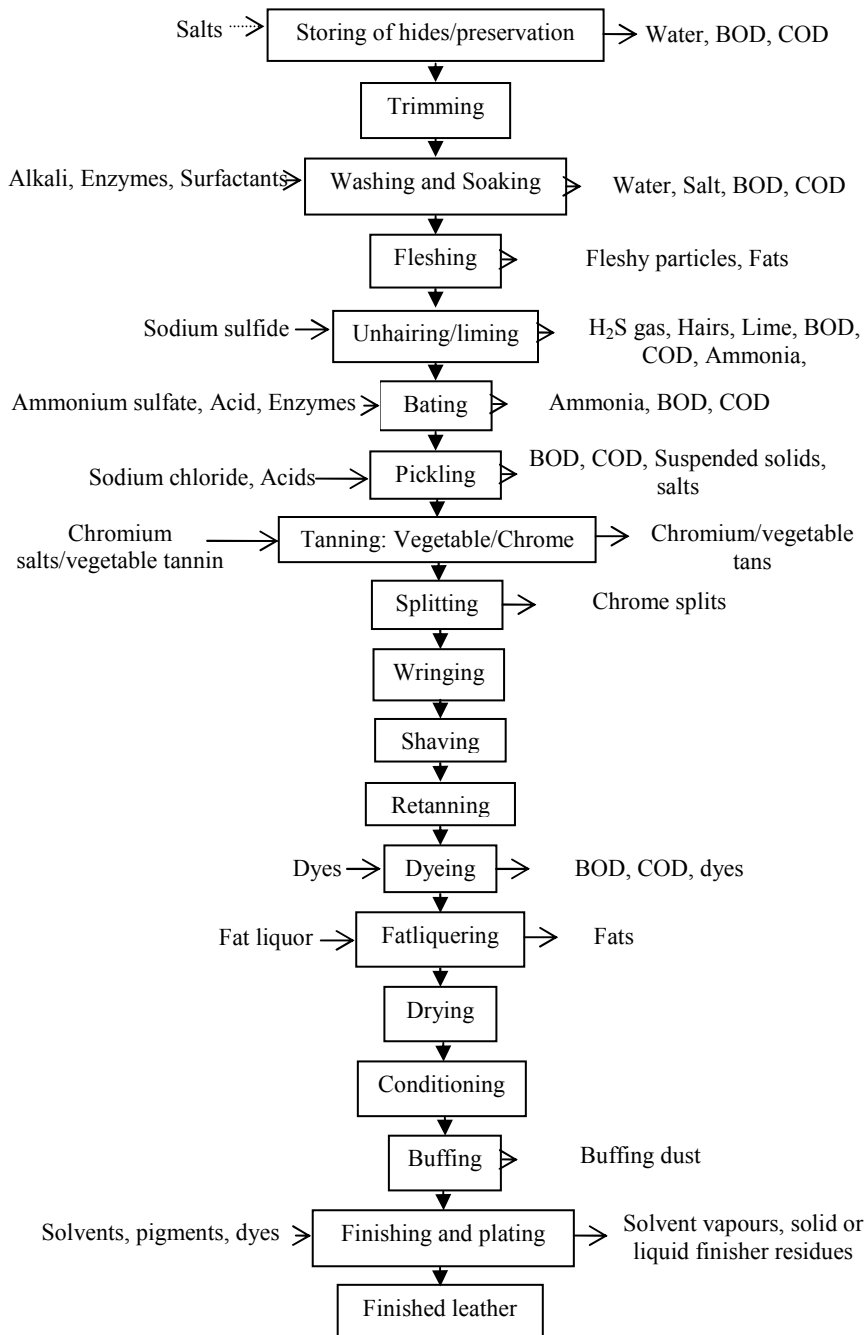 Salts
Storing of hides/preservation
Water, BOD, COD
Trimming
Alkali, Enzymes, Surfactants
Washing and Soaking
Water, Salt, BOD, COD
Fleshing
Fleshy particles, Fats
Sodium sulfide
Unhairing/liming
H₂S gas, Hairs, Lime, BOD,
COD, Ammonia,
Ammonium sulfate, Acid, Enzymes
Bating
Ammonia, BOD, COD
Sodium chloride, Acids
Pickling
BOD, COD, Suspended solids,
salts
Chromium
salts/vegetable tannin
Tanning: Vegetable/Chrome
Chromium/vegetable
tans
Splitting
Chrome splits
Wringing
Shaving
Retanning
Dyes
Dyeing
BOD, COD, dyes
Fat liquor
Fatliquering
Fats
Drying
Conditioning
Buffing
Buffing dust
Solvents, pigments, dyes
Finishing and plating
Solvent vapours, solid or
liquid finisher residues
Finished leather